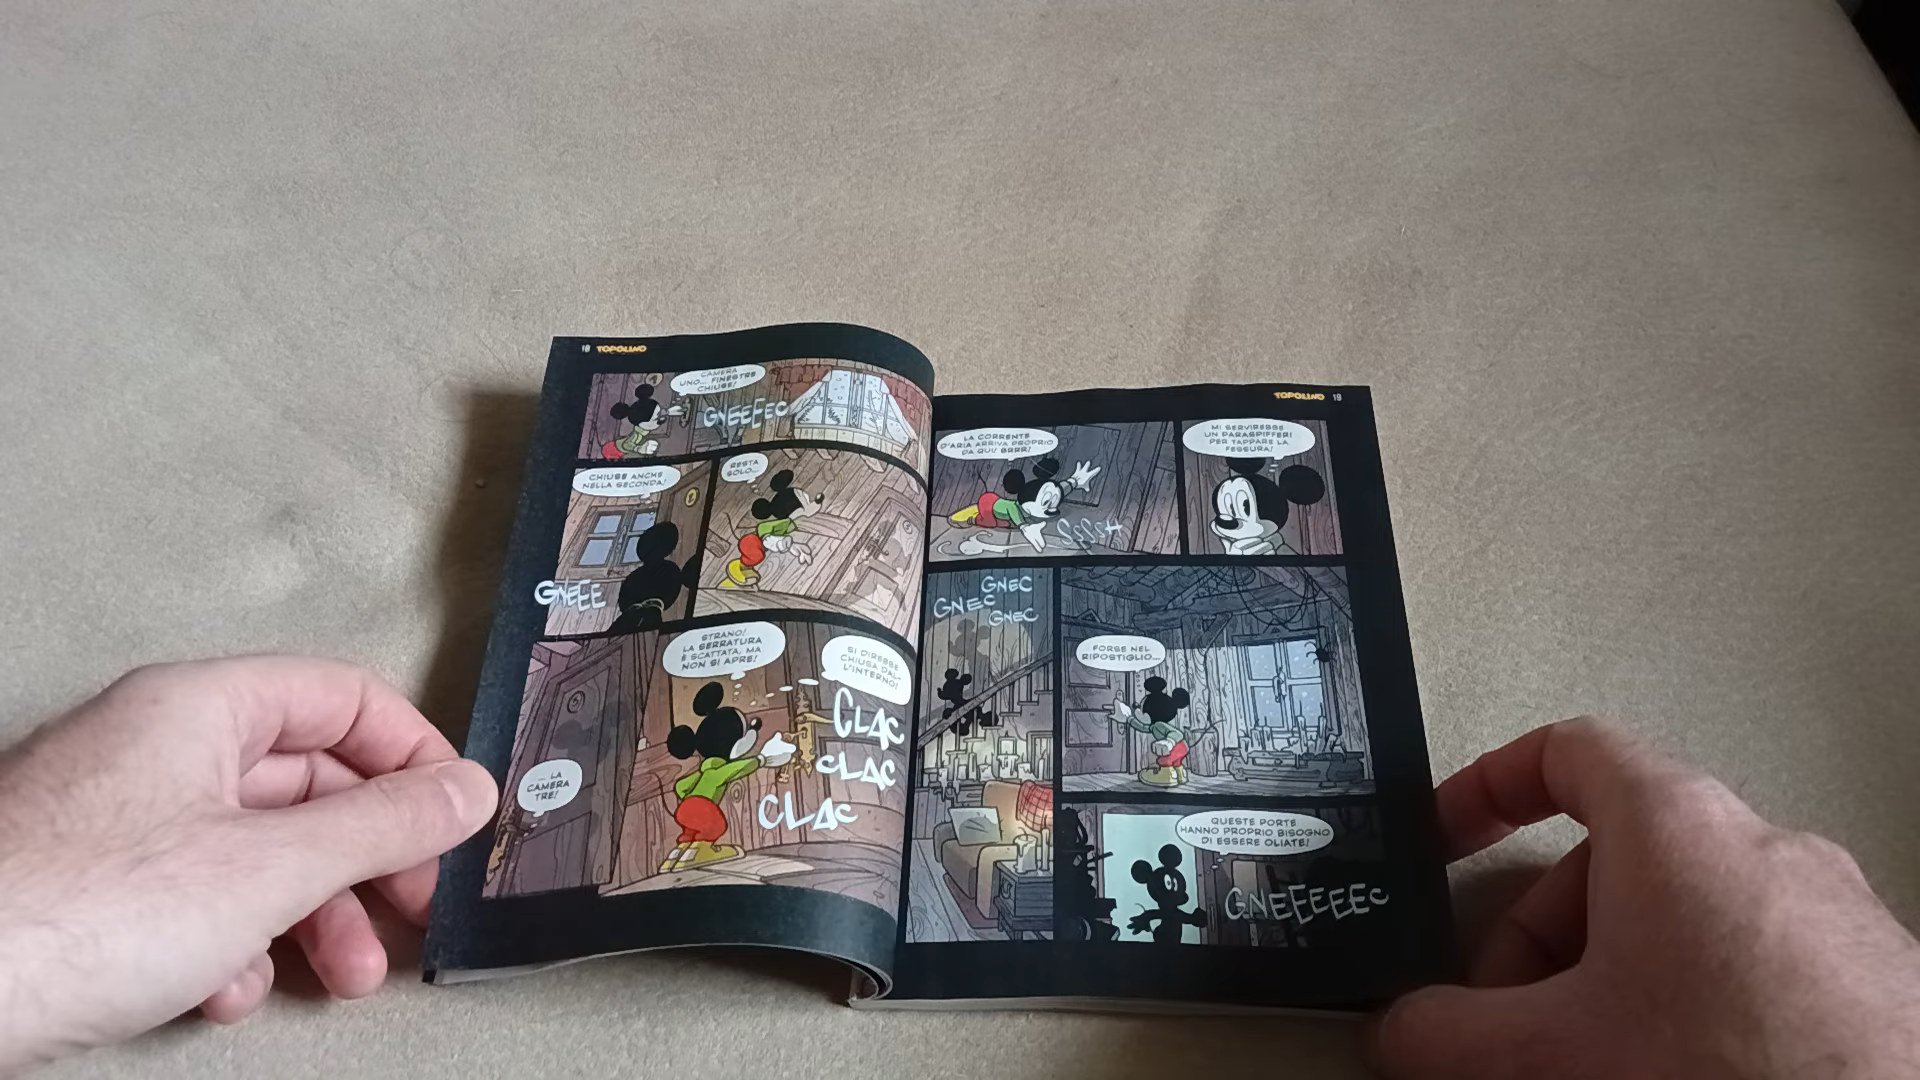 18 TOPOLINO
CAMERA
UNO... FINESTRE
CHIUSE!
GNEEEEC
CHIUSE ANCHE
NELLA SECONDA!
GNEEE
RESTA
SOLO...
... LA
CAMERA
TRE!
STRANO!
LA SERRATURA
È SCATTATA, MA
NON SI APRE!
SI DIREBBE
CHIUSA DAL-
L'INTERNO!
CLAC
CLAC
CLAC
TOPOLINO 19
LA CORRENTE
D'ARIA ARRIVA PROPRIO
DA QUI! BRRR!
SSSSH
MI SERVIREBBE
UN PARASPIFFERI
PER TAPPARE LA
FESSURA!
GNEC
GNEC
GNEC
FORSE NEL
RIPOSTIGLIO...
QUESTE PORTE
HANNO PROPRIO BISOGNO
DI ESSERE OLIATE!
GNEEEEEEC